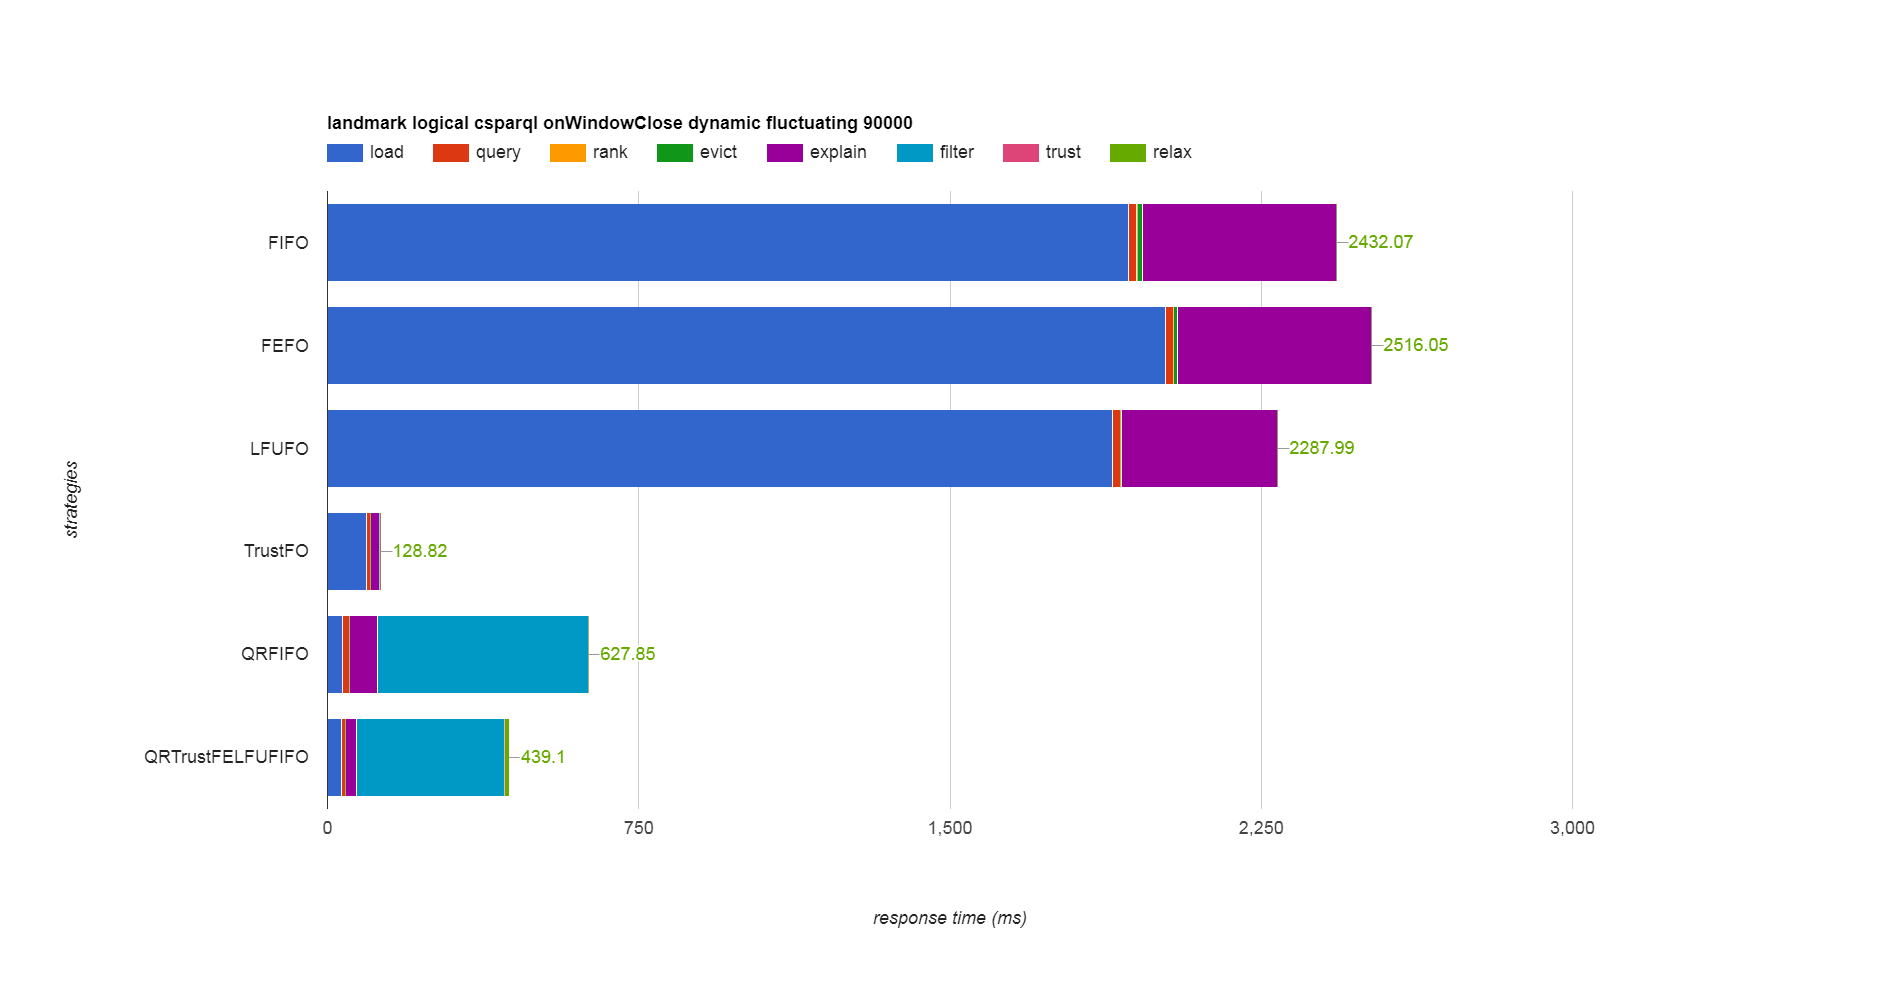 landmark logical csparql onWindowClose dynamic fluctuating 90000
load query rank evict explain filter trust relax
FIFO 2432.07
FEFO 2516.05
LFUFO 2287.99
TrustFO 128.82
QRFIFO 627.85
QRTrustFELFUFIFO 439.1
strategies
0 750 1,500 2,250 3,000
response time (ms)